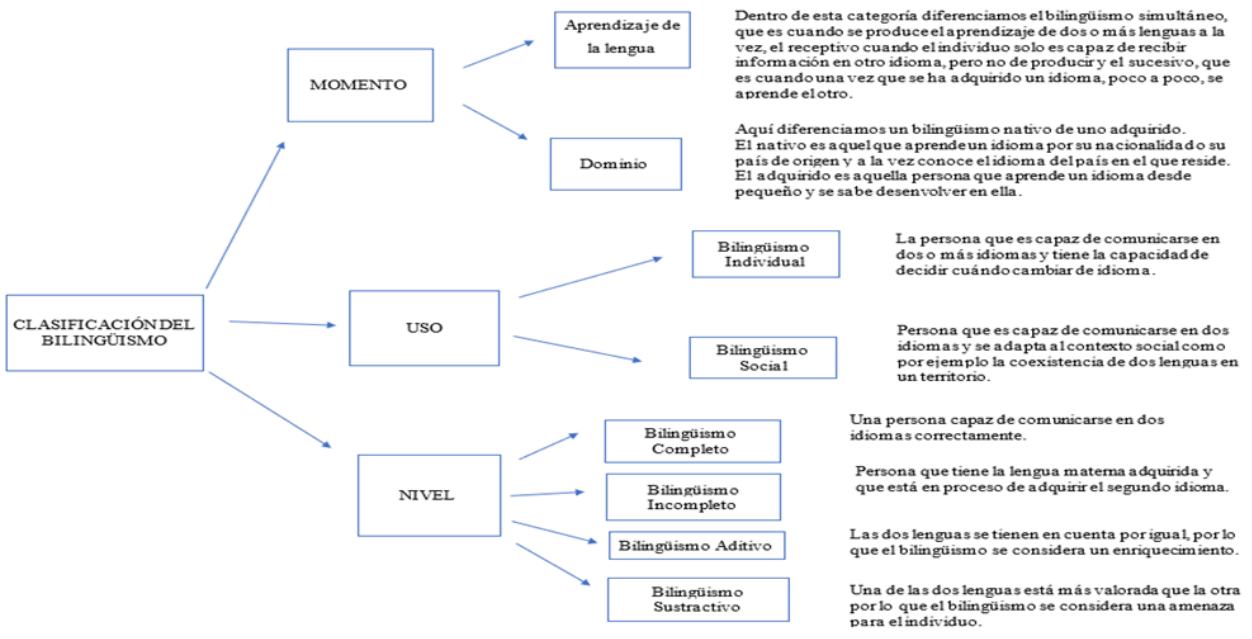 Aprendizaje de
la lengua
Dentro de esta categoría diferenciamos el bilingüismo simultáneo,
que es cuando se produce el aprendizaje de dos o más lenguas a la
vez, el receptivo cuando el individuo solo es capaz de recibir
información en otro idioma, pero no de producir y el sucesivo, que
es cuando una vez que se ha adquirido un idioma, poco a poco, se
aprende el otro.
MOMENTO
Dominio
Aquí diferenciamos un bilingüismo nativo de uno adquirido.
El nativo es aquel que aprende un idioma por su nacionalidad o su
país de origen y a la vez conoce el idioma del país en el que reside.
El adquirido es aquella persona que aprende un idioma desde
pequeño y se sabe desenvolver en ella.
Bilingüismo
Individual
La persona que es capaz de comunicarse en
dos o más idiomas y tiene la capacidad de
decidir cuándo cambiar de idioma.
CLASIFICACIÓN DEL
BILINGÜISMO
USO
Bilingüismo
Social
Persona que es capaz de comunicarse en dos
idiomas y se adapta al contexto social como
por ejemplo la coexistencia de dos lenguas en
un territorio.
Bilingüismo
Completo
Una persona capaz de comunicarse en dos
idiomas correctamente.
NIVEL
Bilingüismo
Incompleto
Persona que tiene la lengua materna adquirida y
que está en proceso de adquirir el segundo idioma.
Bilingüismo Aditivo
Las dos lenguas se tienen en cuenta por igual, por lo
que el bilingüismo se considera un enriquecimiento.
Bilingüismo
Sustractivo
Una de las dos lenguas está más valorada que la otra
por lo que el bilingüismo se considera una amenaza
para el individuo.